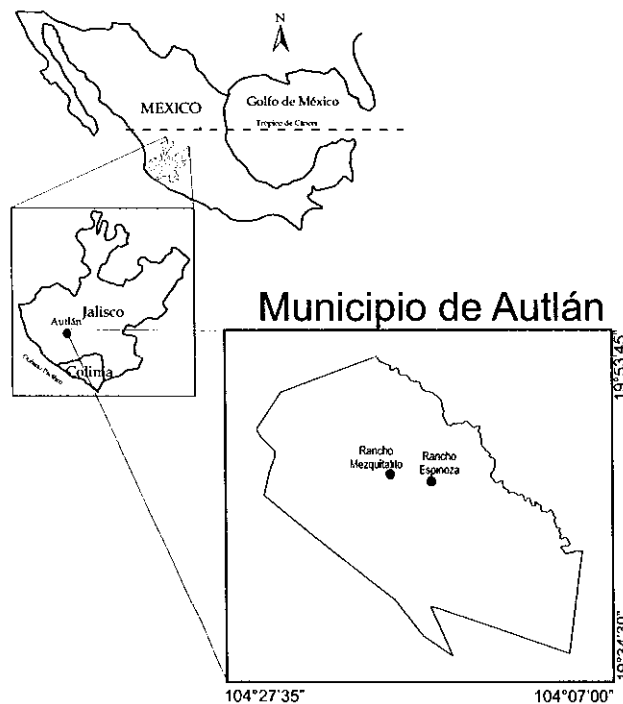 N
MEXICO
Golfo de México
Trópico de Cáncer
Jalisco
Autlán
Colima
Municipio de Autlán
19°53'45"
Rancho
Mezquitatlío
Rancho
Espinoza
104°27'35"
104°07'00"